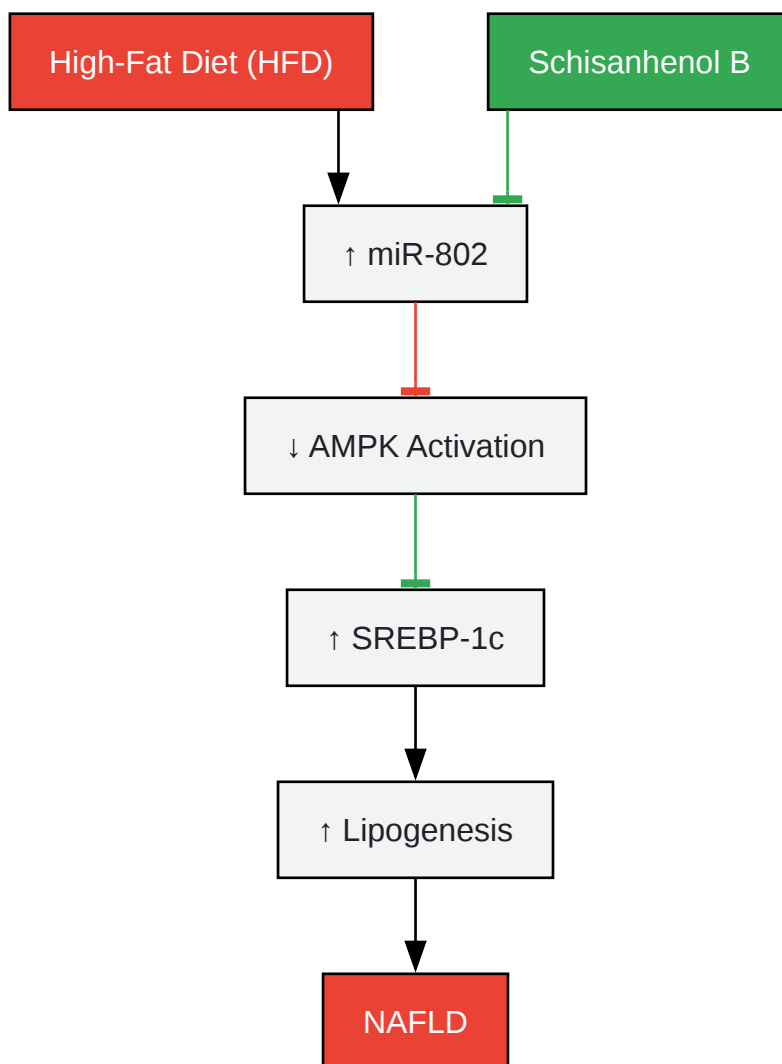 High-Fat Diet (HFD)
Schisanhenol B
↑ miR-802
↓ AMPK Activation
↑ SREBP-1c
↑ Lipogenesis
NAFLD